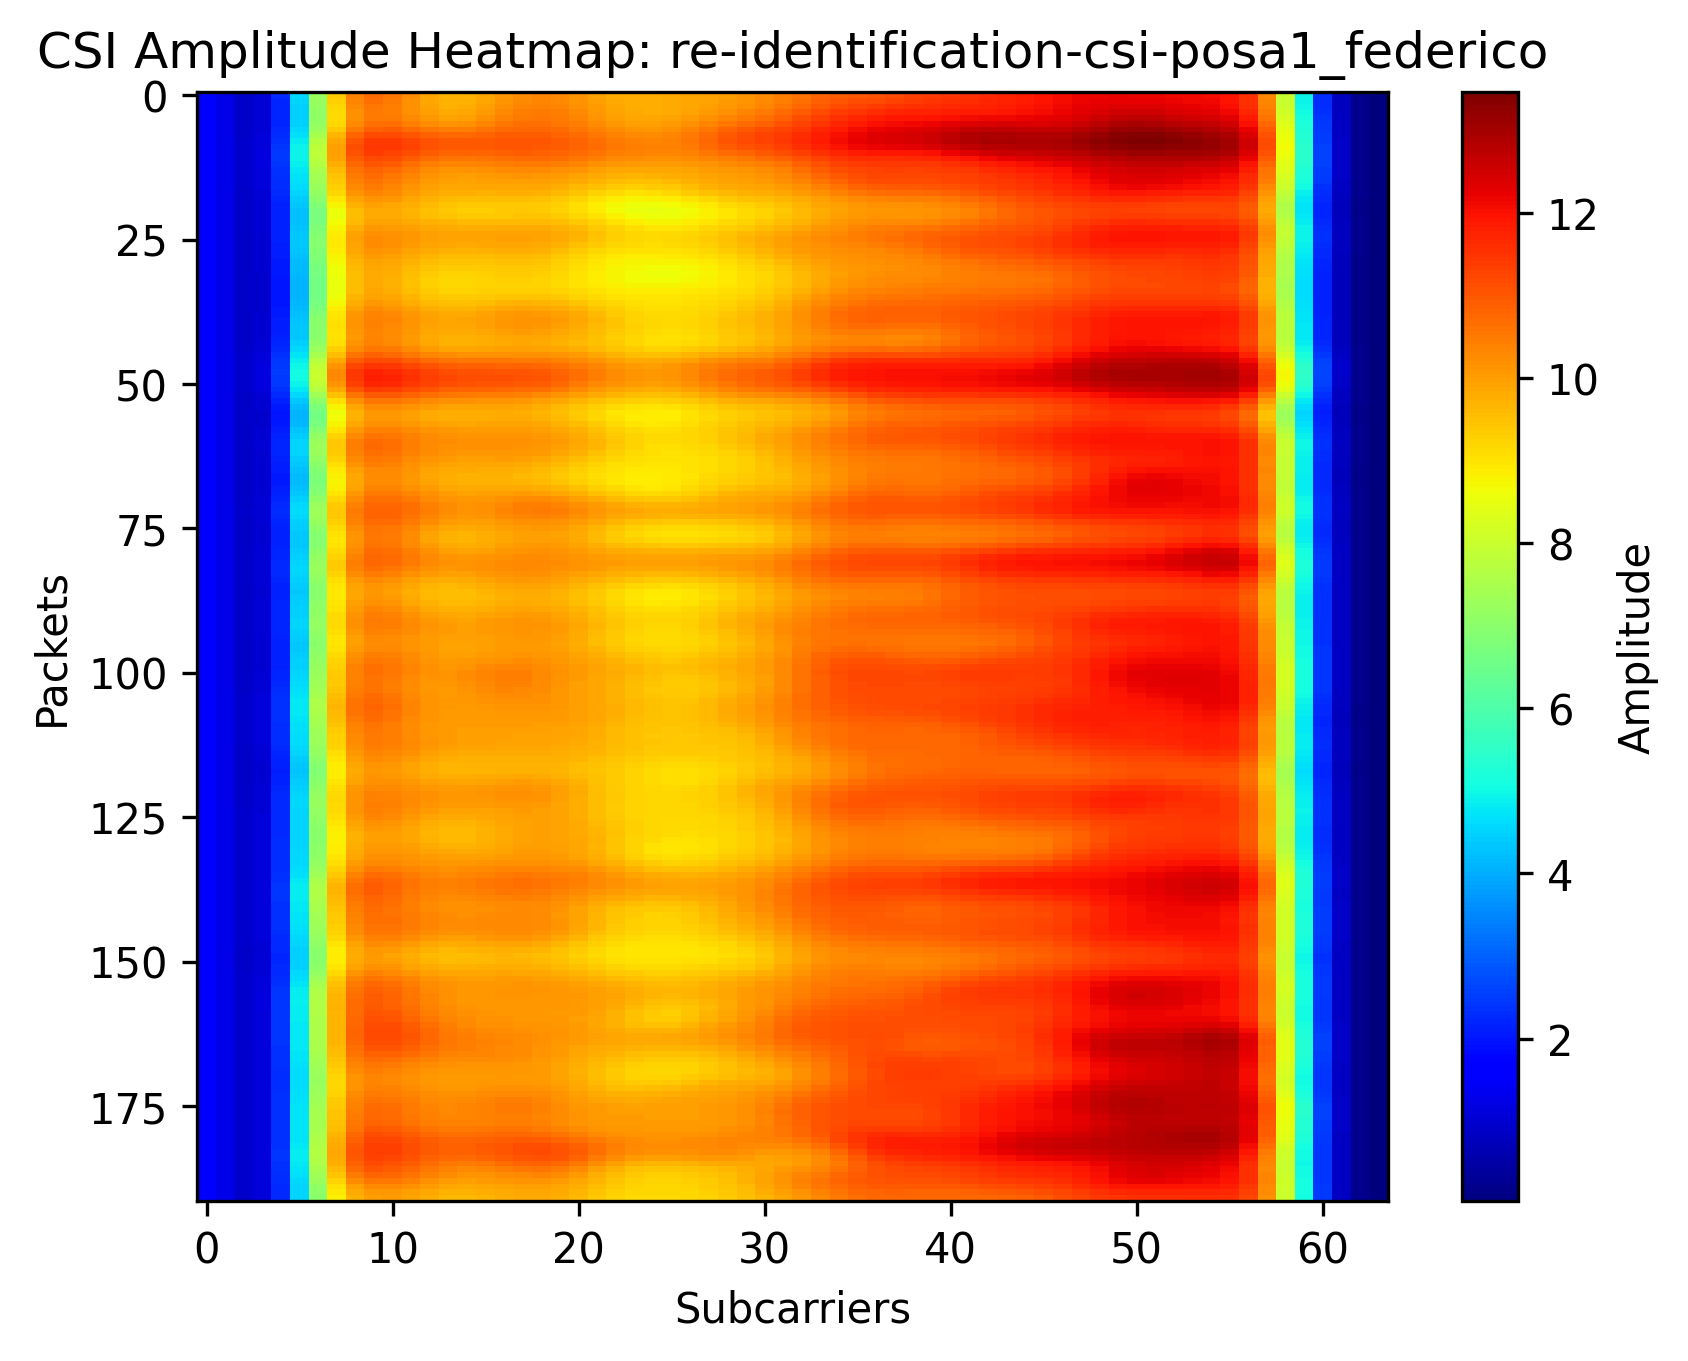 CSI Amplitude Heatmap: re-identification-csi-posa1_federico
0
25
50
75
100
125
150
175
Packets
0 10 20 30 40 50 60
Subcarriers
12
10
8
6
4
2
Amplitude